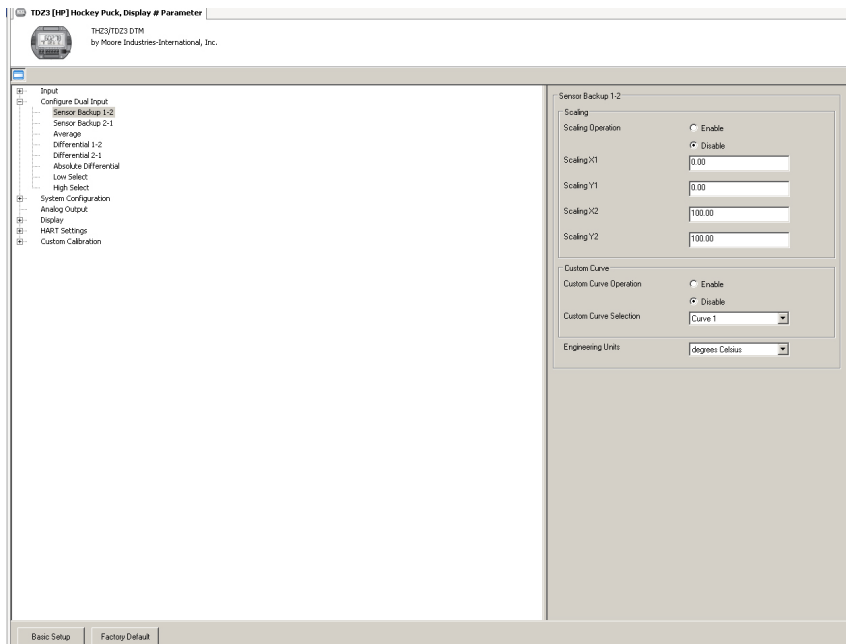 TDZ3 [HP] Hockey Puck, Display # Parameter
THZ3/TDZ3 DTM
by Moore Industries-International, Inc.
Input
Configure Dual Input
Sensor Backup 1-2
Sensor Backup 2-1
Average
Differential 1-2
Differential 2-1
Absolute Differential
Low Select
High Select
System Configuration
Analog Output
Display
HART Settings
Custom Calibration
Sensor Backup 1-2
Scaling
Scaling Operation
Enable
Disable
Scaling X1
0.00
Scaling Y1
0.00
Scaling X2
100.00
Scaling Y2
100.00
Custom Curve
Custom Curve Operation
Enable
Disable
Custom Curve Selection
Curve 1
Engineering Units
degrees Celsius
Basic Setup
Factory Default